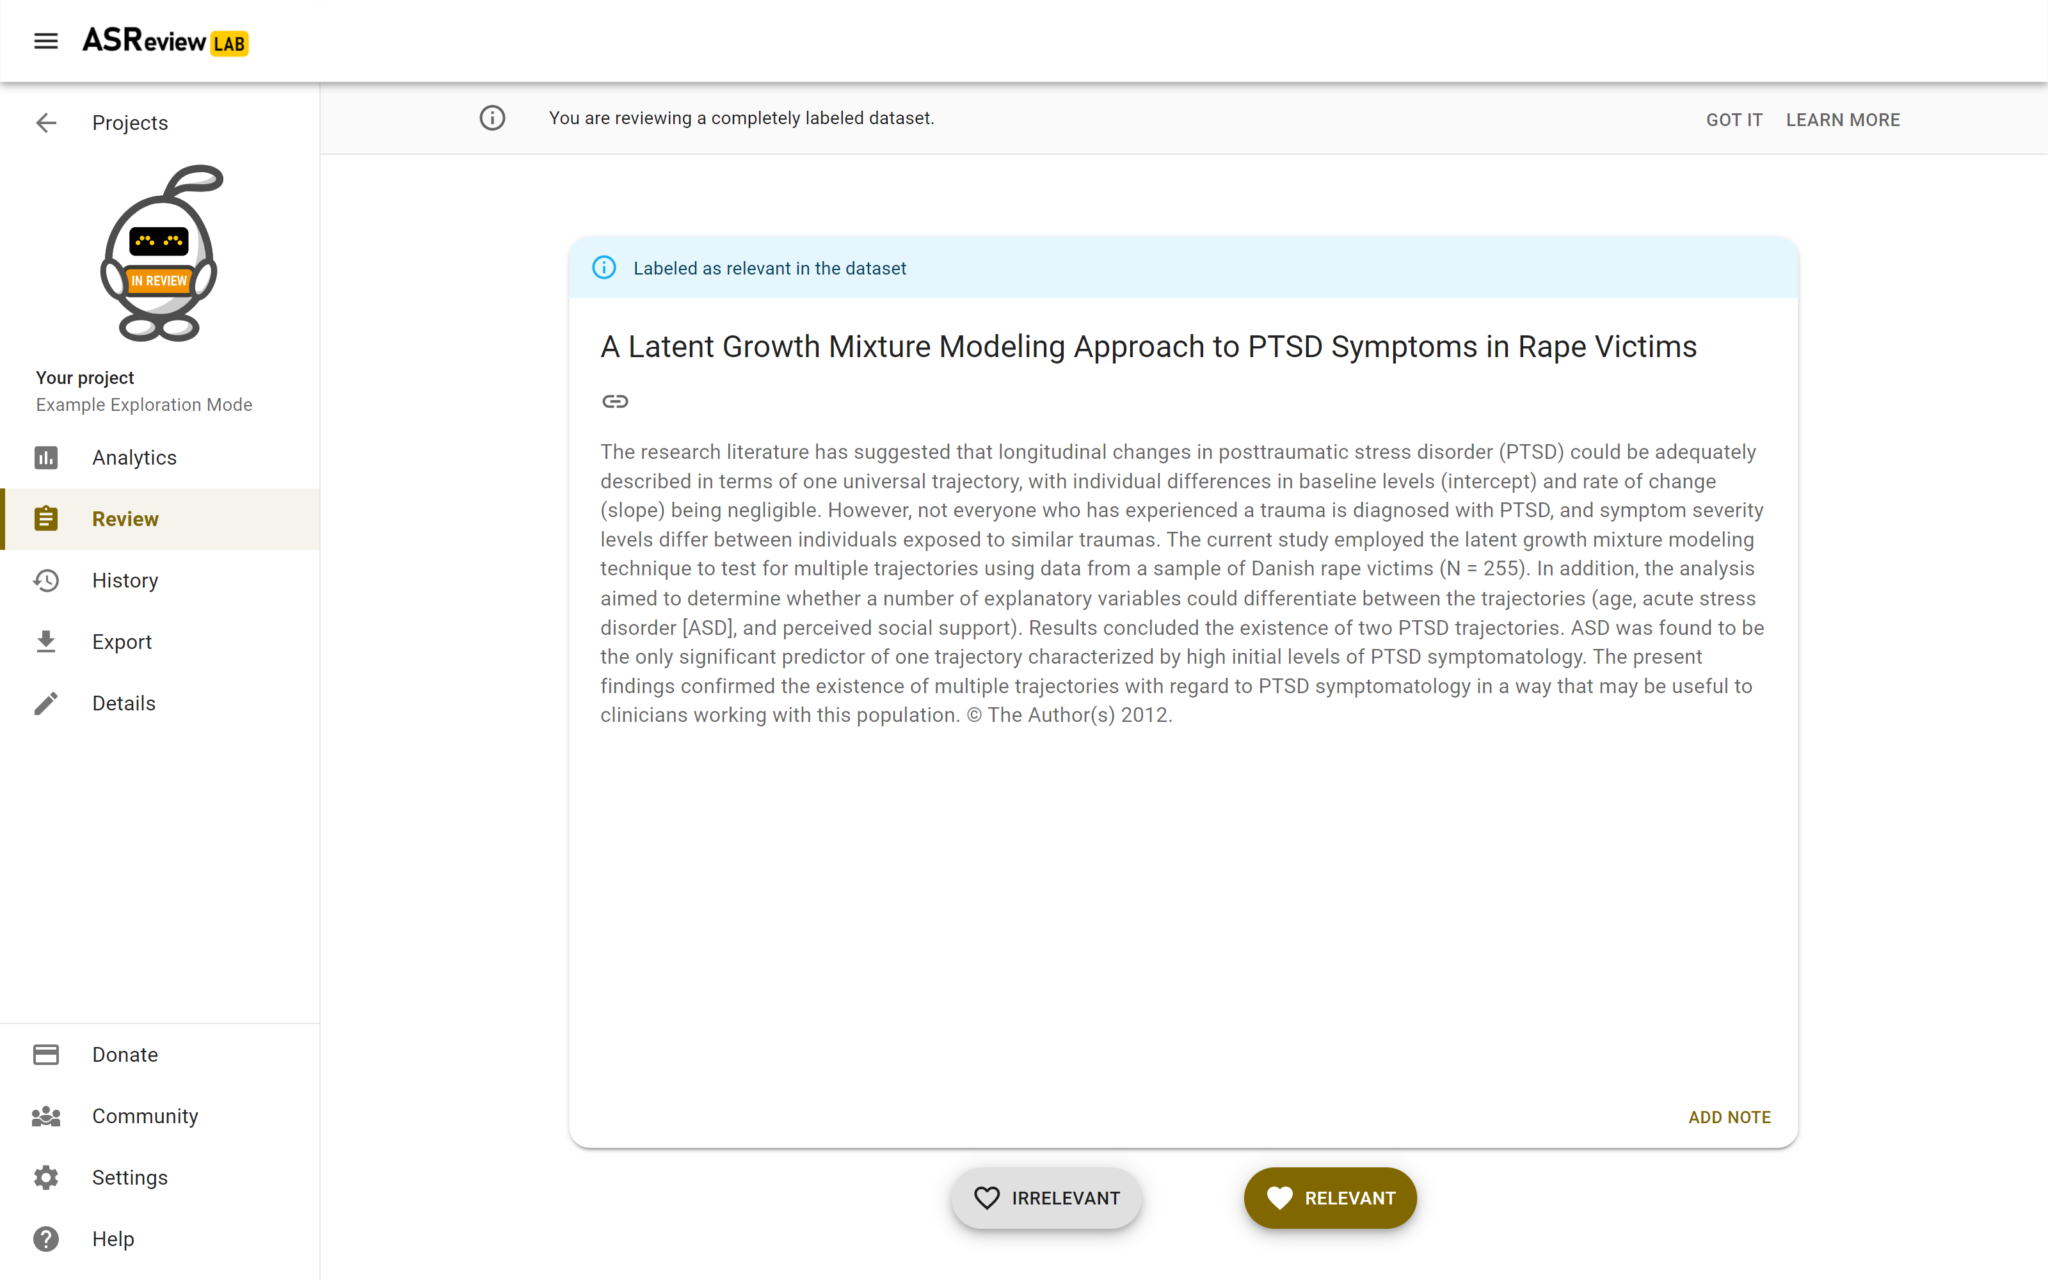 ASReview LAB
Projects
IN REVIEW
Your project
Example Exploration Mode
Analytics
Review
History
Export
Details
Donate
Community
Settings
Help
You are reviewing a completely labeled dataset.
GOT IT
LEARN MORE
Labeled as relevant in the dataset
A Latent Growth Mixture Modeling Approach to PTSD Symptoms in Rape Victims
The research literature has suggested that longitudinal changes in posttraumatic stress disorder (PTSD) could be adequately
described in terms of one universal trajectory, with individual differences in baseline levels (intercept) and rate of change
(slope) being negligible. However, not everyone who has experienced a trauma is diagnosed with PTSD, and symptom severity
levels differ between individuals exposed to similar traumas. The current study employed the latent growth mixture modeling
technique to test for multiple trajectories using data from a sample of Danish rape victims (N = 255). In addition, the analysis
aimed to determine whether a number of explanatory variables could differentiate between the trajectories (age, acute stress
disorder [ASD], and perceived social support). Results concluded the existence of two PTSD trajectories. ASD was found to be
the only significant predictor of one trajectory characterized by high initial levels of PTSD symptomatology. The present
findings confirmed the existence of multiple trajectories with regard to PTSD symptomatology in a way that may be useful to
clinicians working with this population. © The Author(s) 2012.
ADD NOTE
IRRELEVANT
RELEVANT